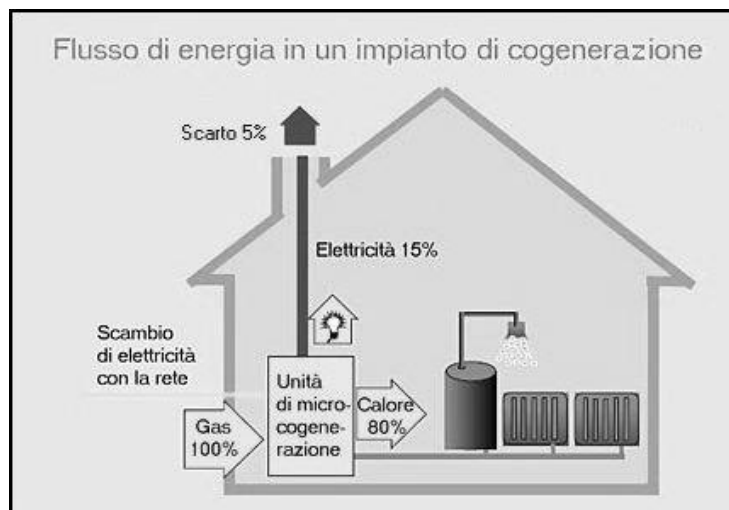 Flusso di energia in un impianto di cogenerazione
Scarto 5%
Elettricità 15%
Scambio
di elettricità
con la rete
Unità
di micro-
cogene-
razione
Gas
100%
Calore
80%